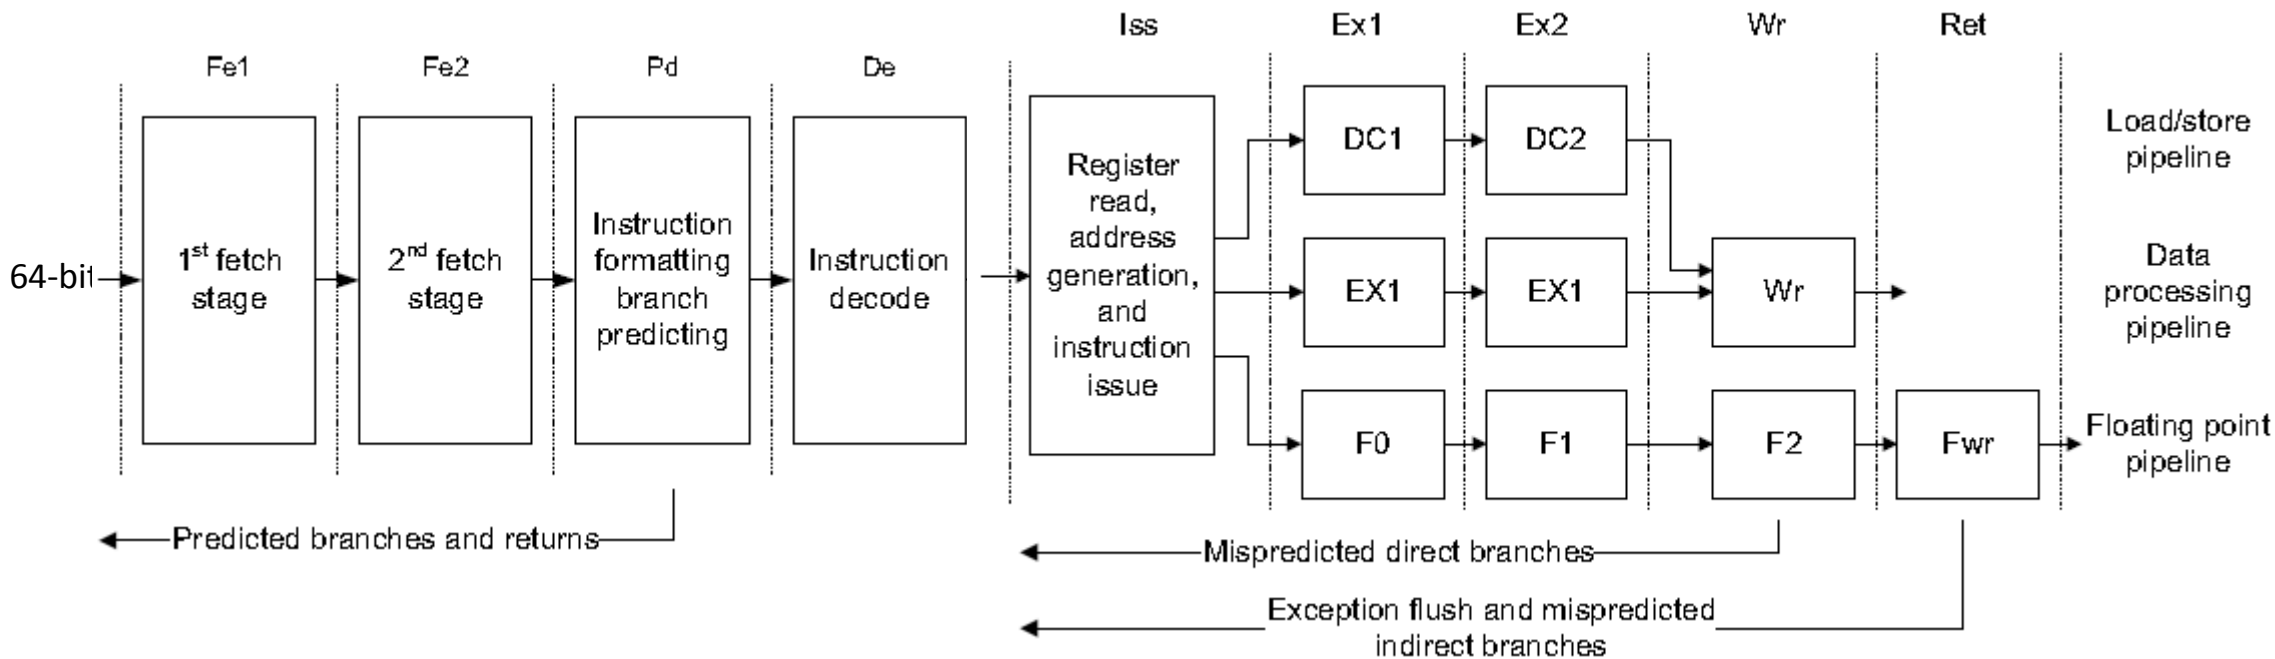 Iss
Ex1
Ex2
Wr
Ret
Fe1
Fe2
Pd
De
64-bit
1st fetch
stage
2nd fetch
stage
Instruction
formatting
branch
predicting
Instruction
decode
Register
read,
address
generation,
and
instruction
issue
DC1
DC2
Load/store
pipeline
EX1
EX1
Wr
Data
processing
pipeline
F0
F1
F2
Fwr
Floating point
pipeline
Predicted branches and returns
Mispredicted direct branches
Exception flush and mispredicted
indirect branches